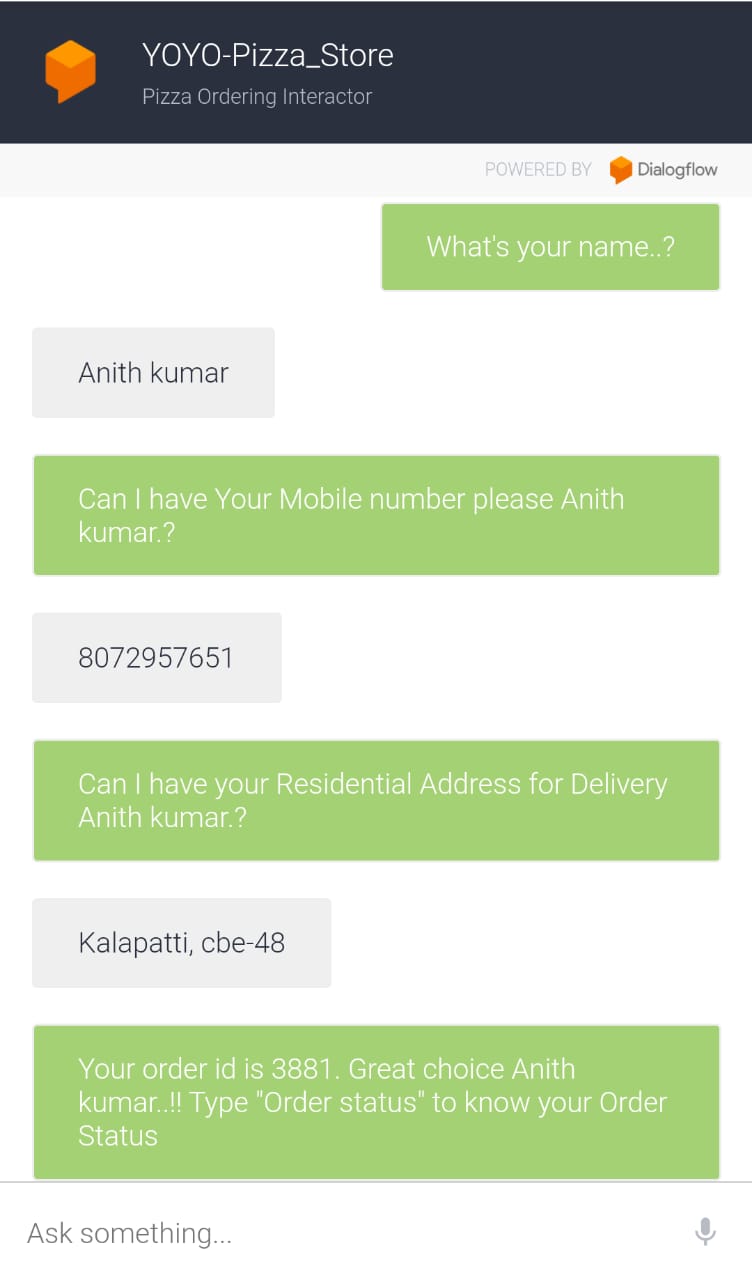 YOYO-Pizza_Store
Pizza Ordering Interactor
POWERED BY Dialogflow
What's your name..?
Anith kumar
Can I have Your Mobile number please Anith
kumar.?
8072957651
Can I have your Residential Address for Delivery
Anith kumar.?
Kalapatti, cbe-48
Your order id is 3881. Great choice Anith
kumar..!! Type "Order status" to know your Order
Status
Ask something...